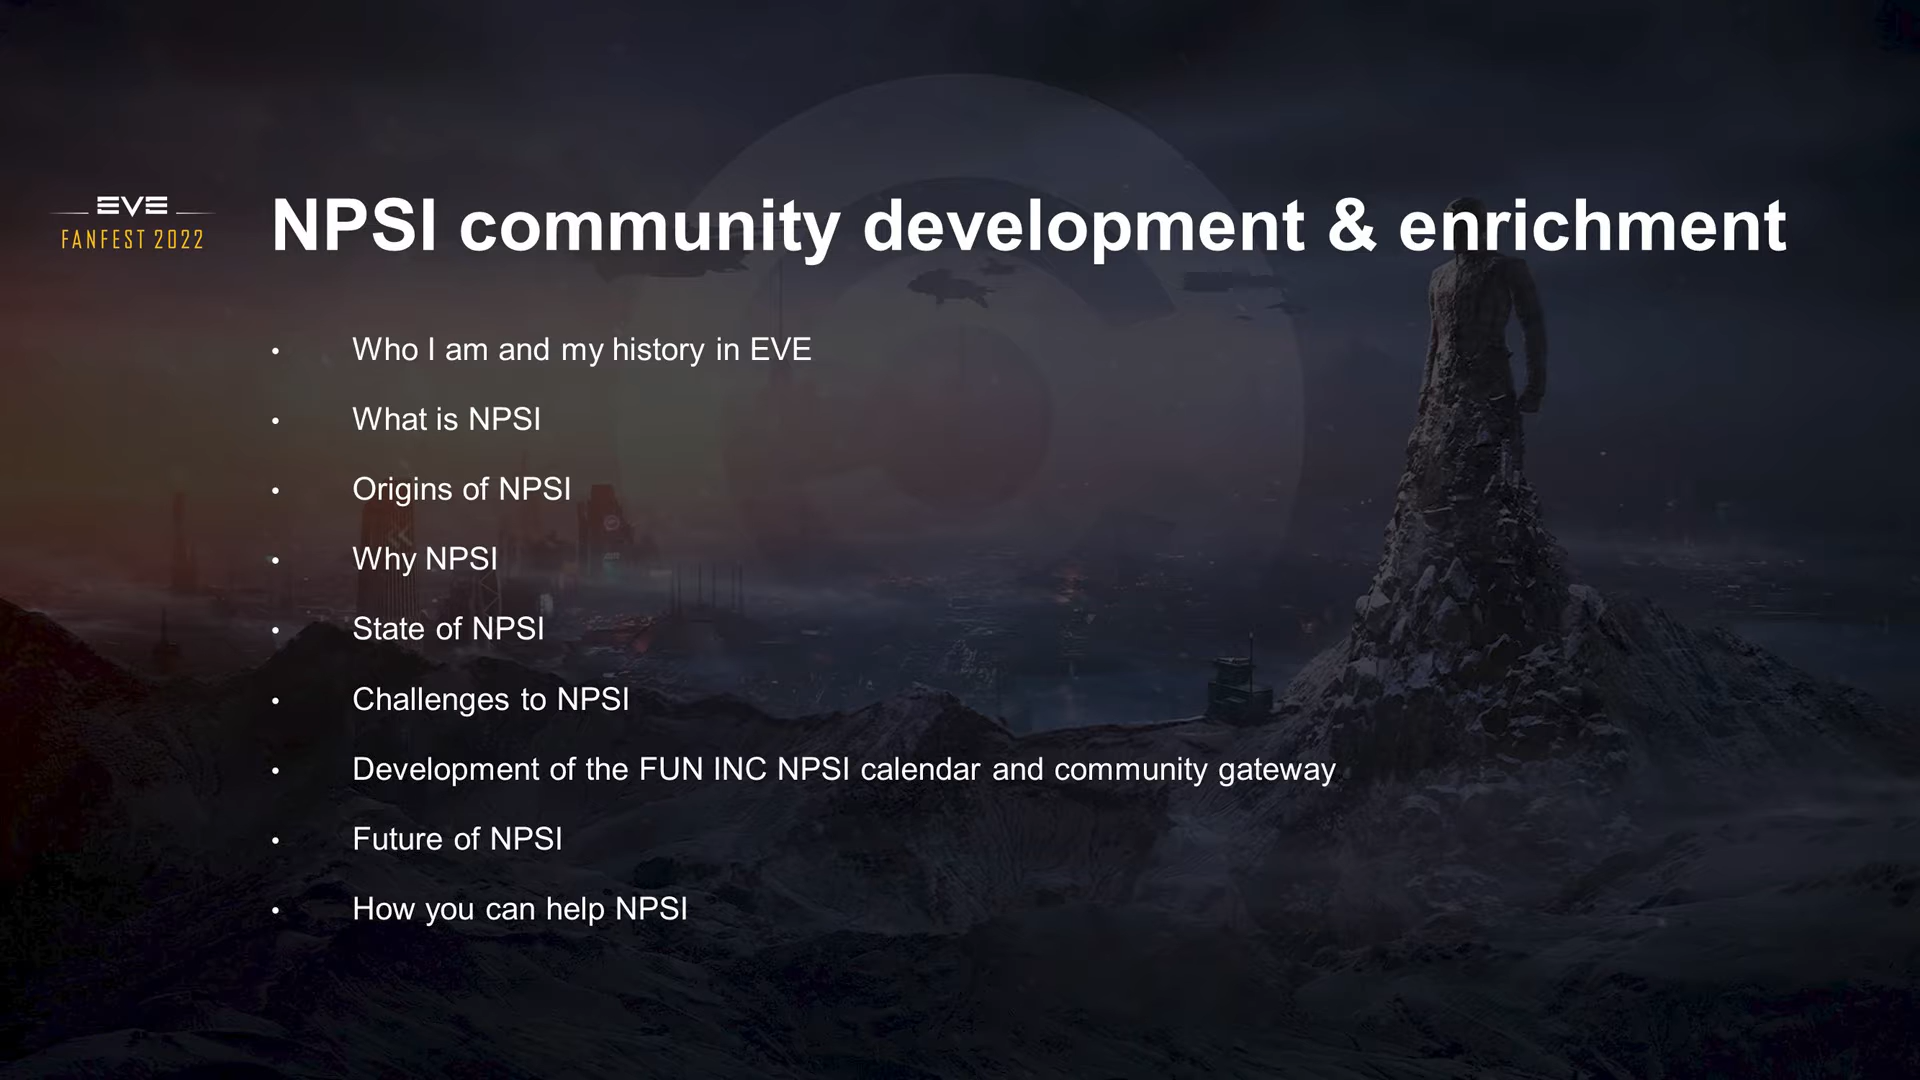 EVE
FANFEST 2022
NPSI community development & enrichment
• Who I am and my history in EVE
• What is NPSI
• Origins of NPSI
• Why NPSI
• State of NPSI
• Challenges to NPSI
• Development of the FUN INC NPSI calendar and community gateway
• Future of NPSI
• How you can help NPSI